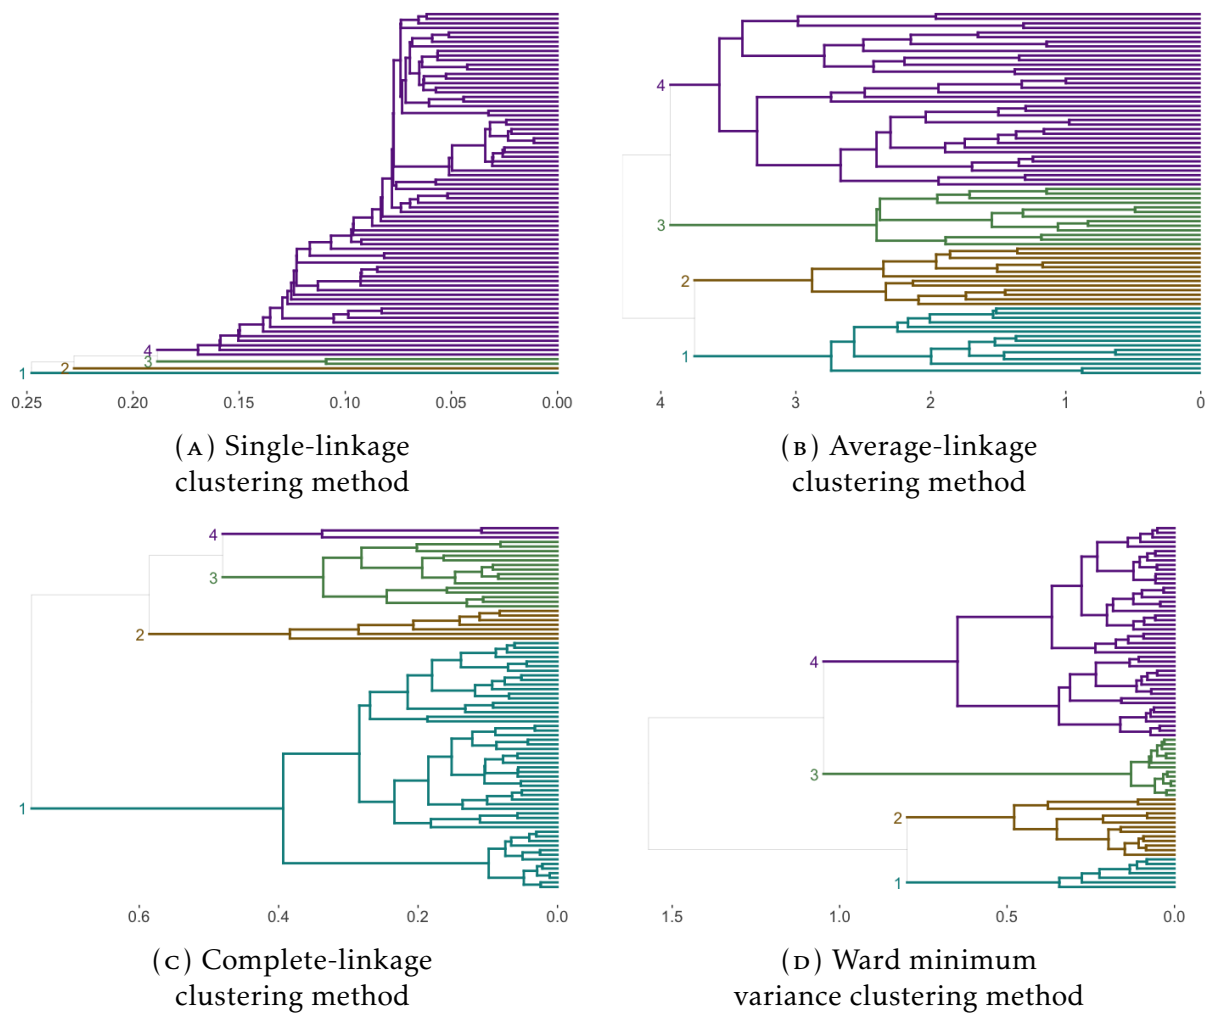 4
3
2
1
0.25 0.20 0.15 0.10 0.05 0.00
(A) Single-linkage
clustering method
4
3
2
1
4 3 2 1 0
(B) Average-linkage
clustering method
4
3
2
1
0.6 0.4 0.2 0.0
(C) Complete-linkage
clustering method
4
3
2
1
1.5 1.0 0.5 0.0
(D) Ward minimum
variance clustering method